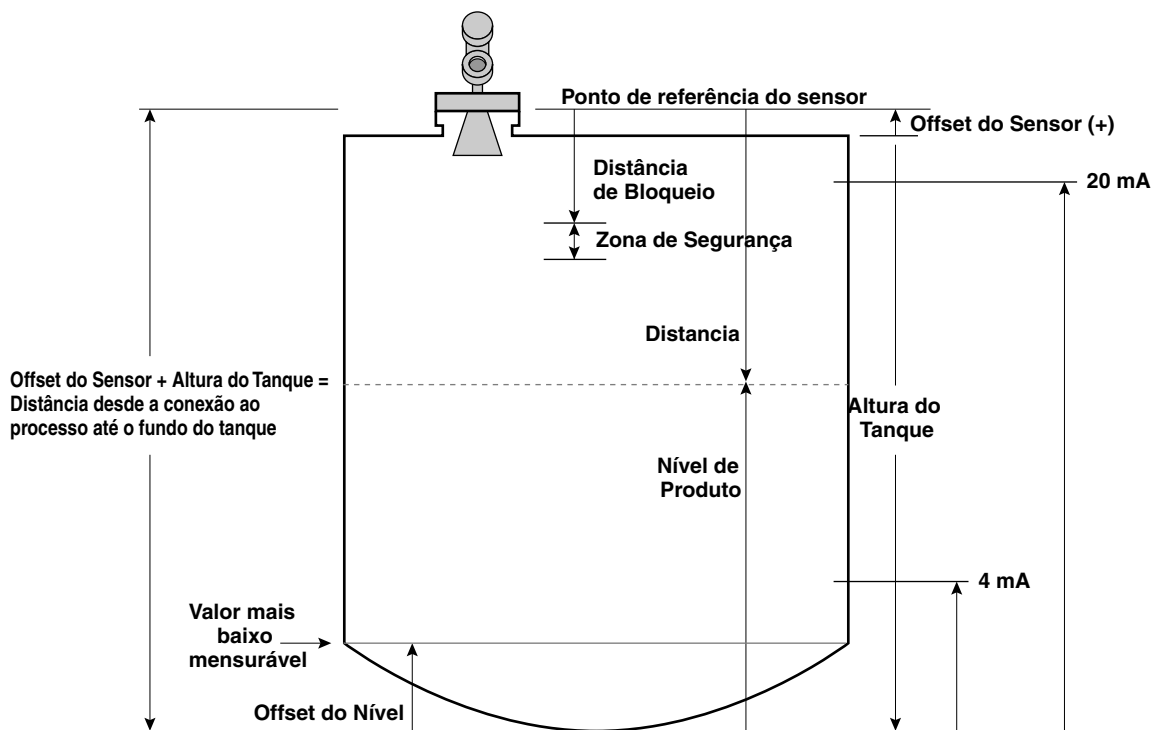 Ponto de referência do sensor
Offset do Sensor (+)
Distância
de Bloqueio
20 mA
Zona de Segurança
Distancia
Offset do Sensor + Altura do Tanque =
Distância desde a conexão ao
processo até o fundo do tanque
Altura do
Tanque
Nível de
Produto
4 mA
Valor mais
baixo
mensurável
Offset do Nível